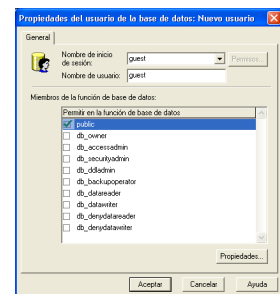 Propiedades del usuario de la base de datos: Nuevo usuario
General
Nombre de inicio
de sesión:
guest
Permisos...
Nombre de usuario:
guest
Miembros de la función de base de datos:
Permitir en la función de base de datos
public
db_owner
db_accessadmin
db_securityadmin
db_ddladmin
db_backupoperator
db_datareader
db_datawriter
db_denydatareader
db_denydatawriter
Propiedades...
Aceptar
Cancelar
Ayuda